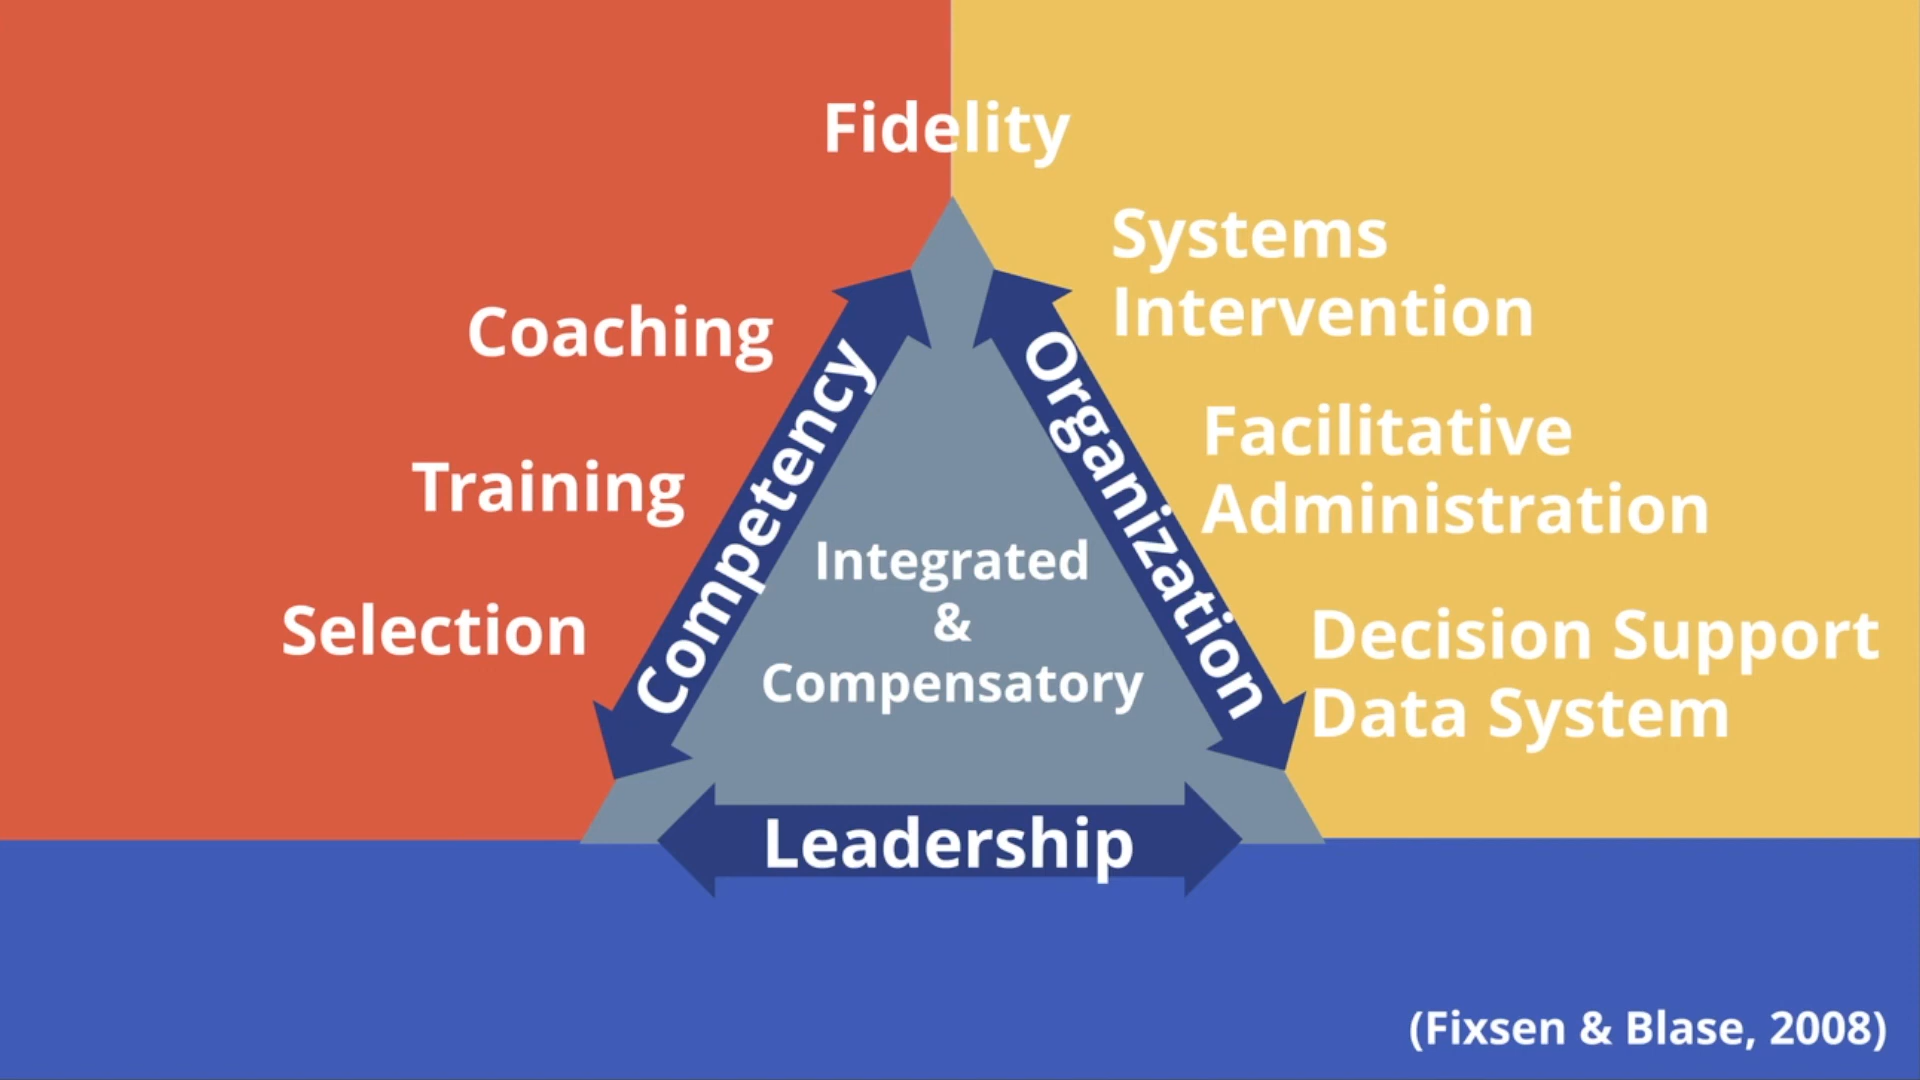 Fidelity
Coaching
Training
Selection
Competency
Systems
Intervention
Facilitative
Administration
Decision Support
Data System
Organization
Integrated
&
Compensatory
Leadership
(Fixsen & Blase, 2008)